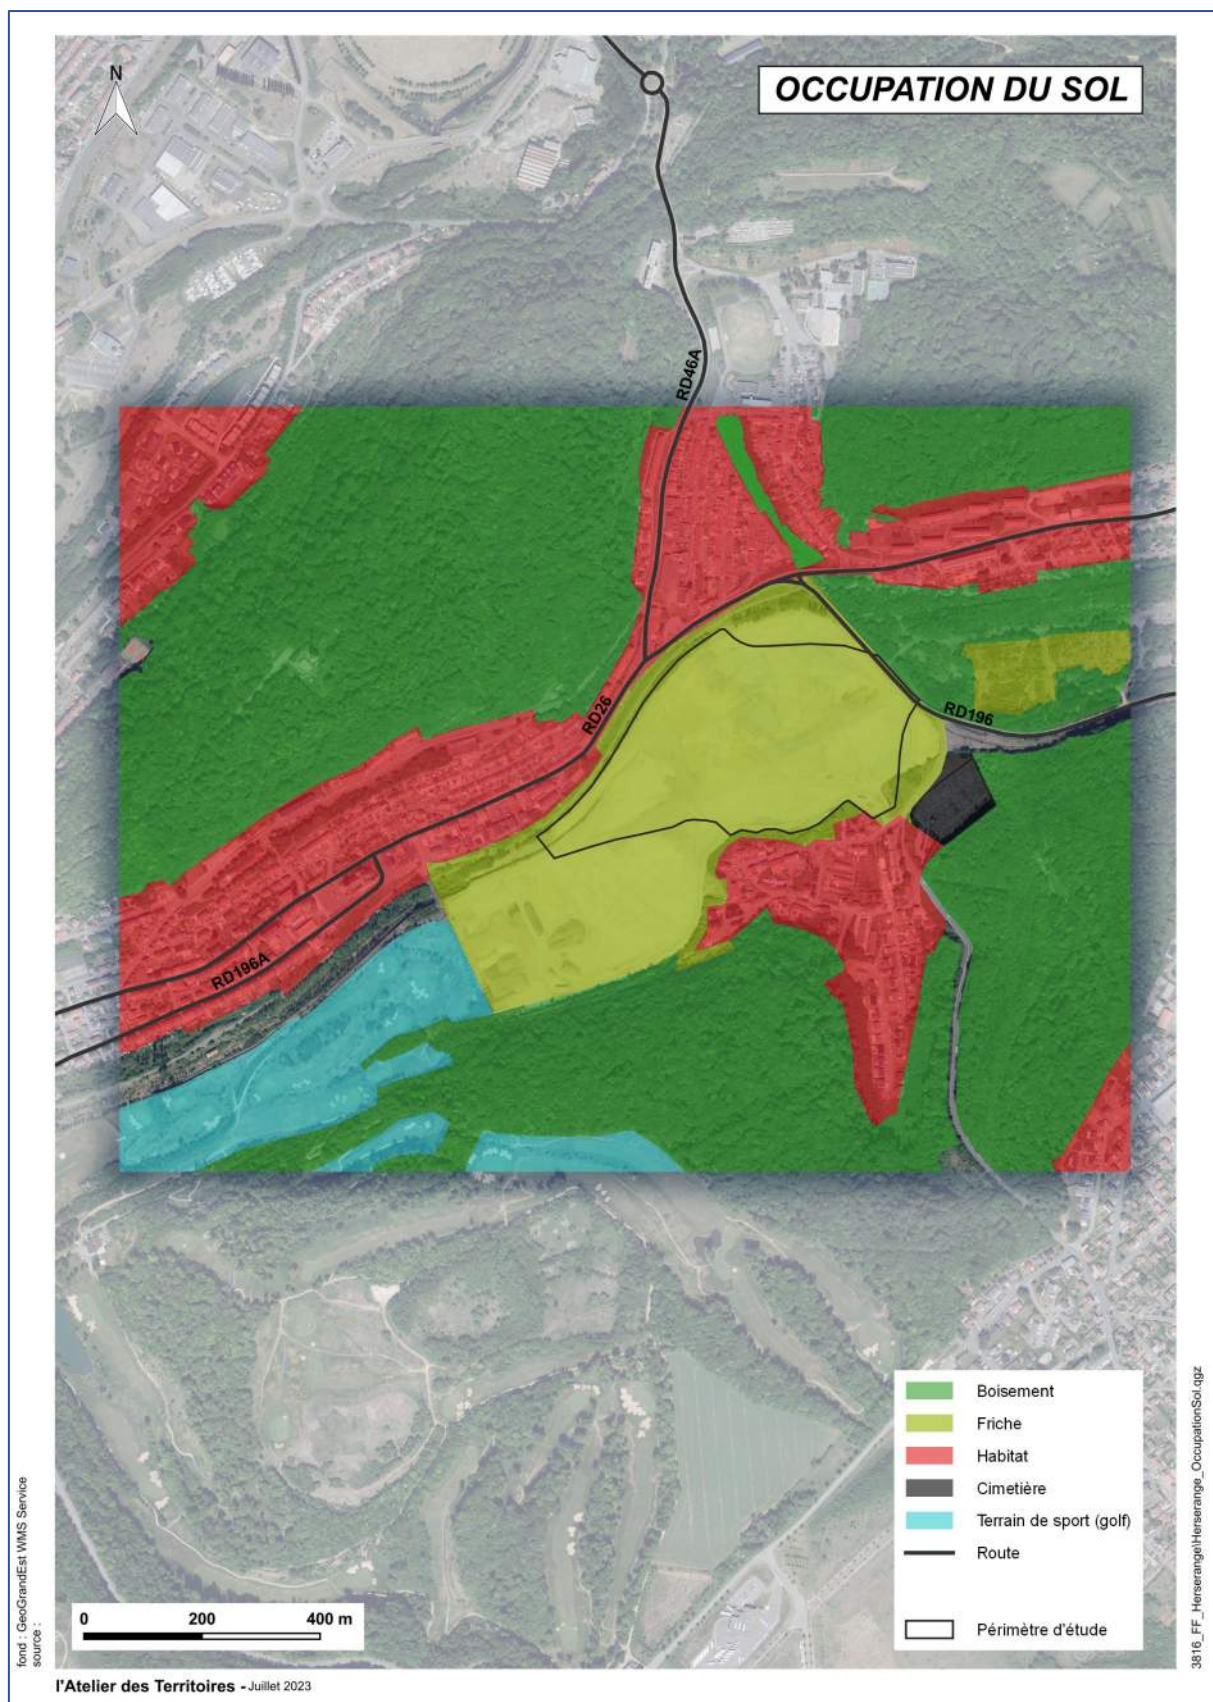 N
OCCUPATION DU SOL
RD46A
RD26
RD196
RD196A
Boisement
Friche
Habitat
Cimetière
Terrain de sport (golf)
Route
Périmètre d'étude
0 200 400 m
fond : GeoGrandEst WMS Service
source :
3816_FF_Herserange\Herserange_OccupationSol.qgz
l'Atelier des Territoires - Juillet 2023